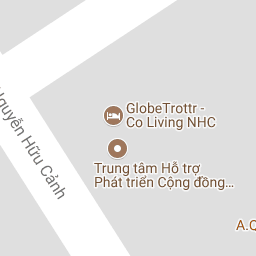 GlobeTrottr -
Co Living NHC
Trung tâm Hỗ trợ
Phát triển Cộng đồng...
Nguyễn Hữu Cảnh